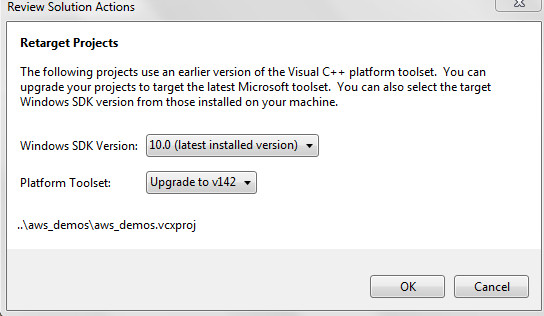 Review Solution Actions
Retarget Projects
The following projects use an earlier version of the Visual C++ platform toolset.  You can
upgrade your projects to target the latest Microsoft toolset.  You can also select the target
Windows SDK version from those installed on your machine.
Windows SDK Version: 10.0 (latest installed version)
Platform Toolset: Upgrade to v142
..\aws_demos\aws_demos.vcxproj
OK Cancel